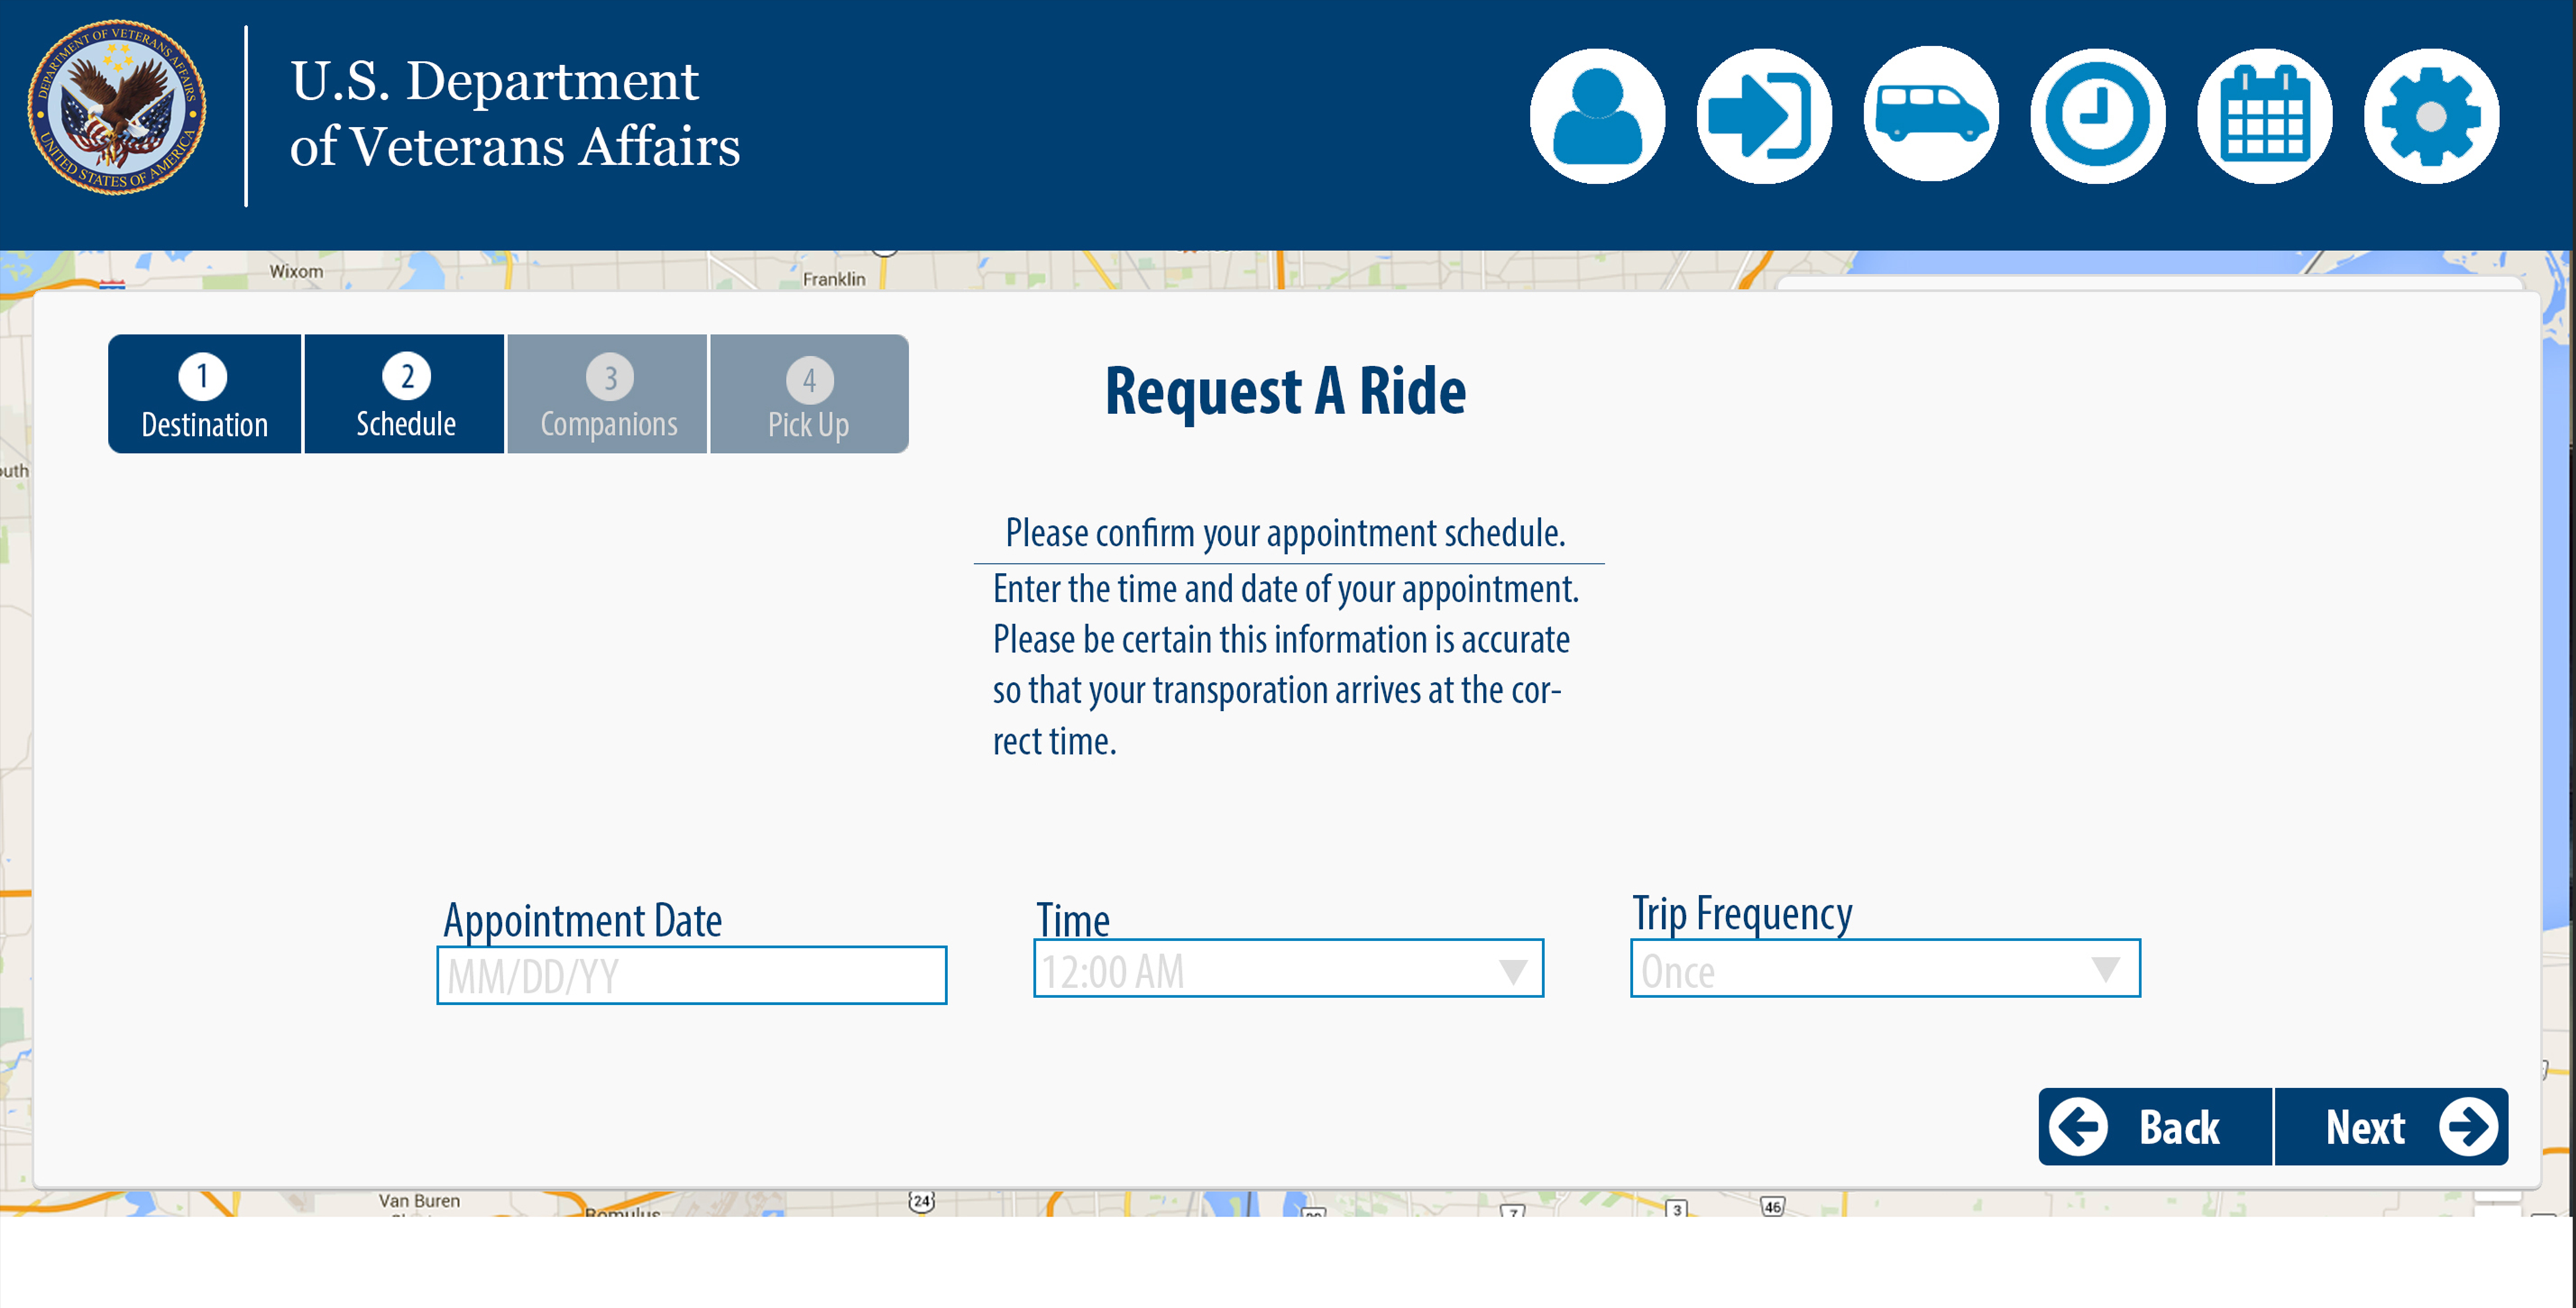 DEPARTMENT OF VETERANS AFFAIRS
UNITED STATES OF AMERICA
U.S. Department
of Veterans Affairs
Wixom
Franklin
1
Destination
2
Schedule
3
Companions
4
Pick Up
Request A Ride
outh
Please confirm your appointment schedule.
Enter the time and date of your appointment.
Please be certain this information is accurate
so that your transporation arrives at the cor-
rect time.
Appointment Date
Time
Trip Frequency
MM/DD/YY
12:00 AM
Once
Back
Next
Van Buren
Romulus
24
7
3
46